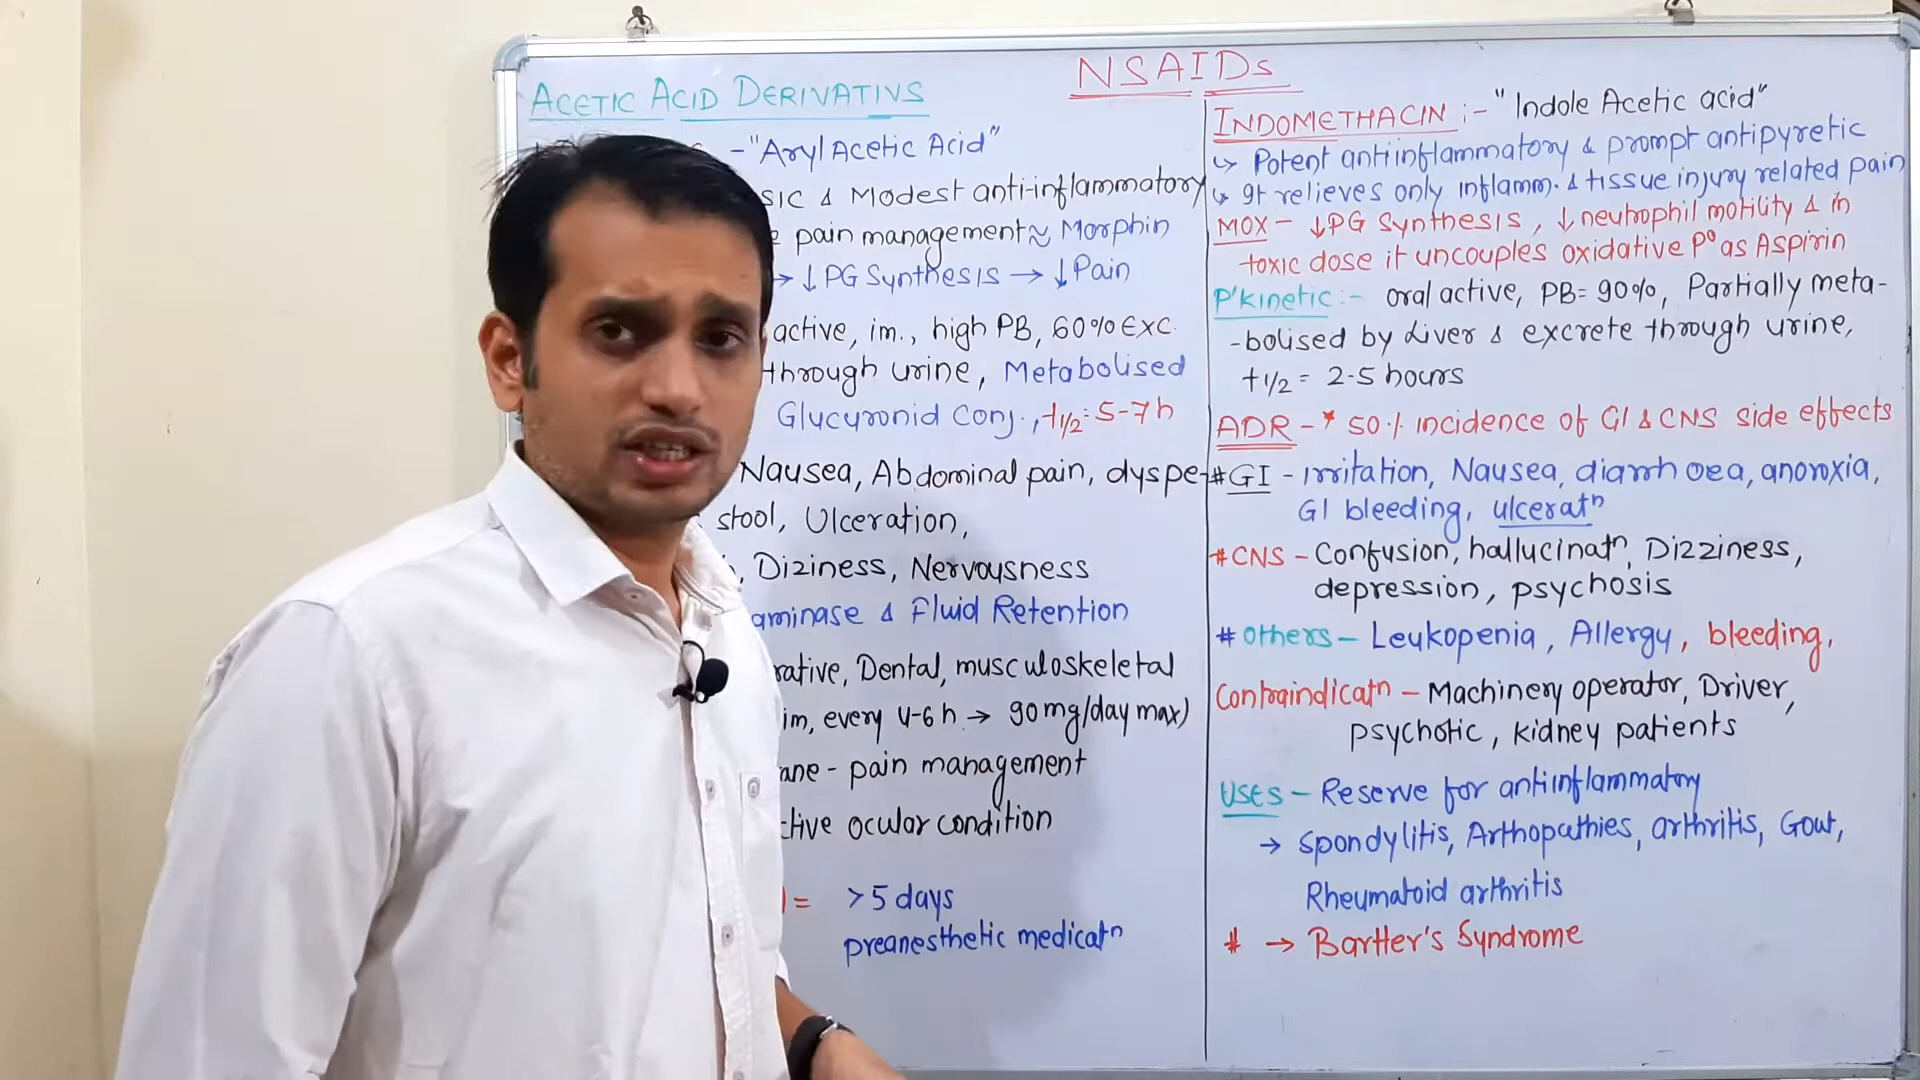 NSAIDs
ACETIC ACID DERIVATIVS
- "Aryl Acetic Acid"
SIC & Modest anti-inflammatory
pain management ≈ Morphin
→ ↓ PG Synthesis → ↓ Pain
active, im., high PB, 60% Exc.
through urine, Metabolised
Glucuronid Conj., t1/2 = 5-7 h
Nausea, Abdominal pain, dyspe-
stool, Ulceration,
, Diziness, Nervousness
aminase & Fluid Retention
rative, Dental, musculoskeletal
im, every 4-6 h → 90mg/day max)
ane - pain management
tive ocular condition
= >5 days
preanesthetic medicatn
INDOMETHACIN :- "Indole Acetic acid"
↳ Potent antiinflammatory & prompt antipyretic
↳ It relieves only inflamm. & tissue injury related pain
MOX - ↓PG Synthesis, ↓ neutrophil motility & in
toxic dose it uncouples oxidative Pº as Aspirin
P'kinetic :- oral active, PB = 90%, Partially meta-
-bolised by Liver & excrete through urine,
t1/2 = 2-5 hours
ADR - * 50% incidence of GI & CNS side effects
#GI - irritation, Nausea, diarrhoea, anoroxia,
GI bleeding, ulceratn
#CNS - Confusion, hallucinatn, Dizziness,
depression, psychosis
#Others - Leukopenia, Allergy, bleeding,
Contraindicatn - Machinery operator, Driver,
psychotic, kidney patients
USES - Reserve for antiinflammatory
→ Spondylitis, Arthopathies, arthritis, Gout,
Rheumatoid arthritis
# → Bartter's Syndrome